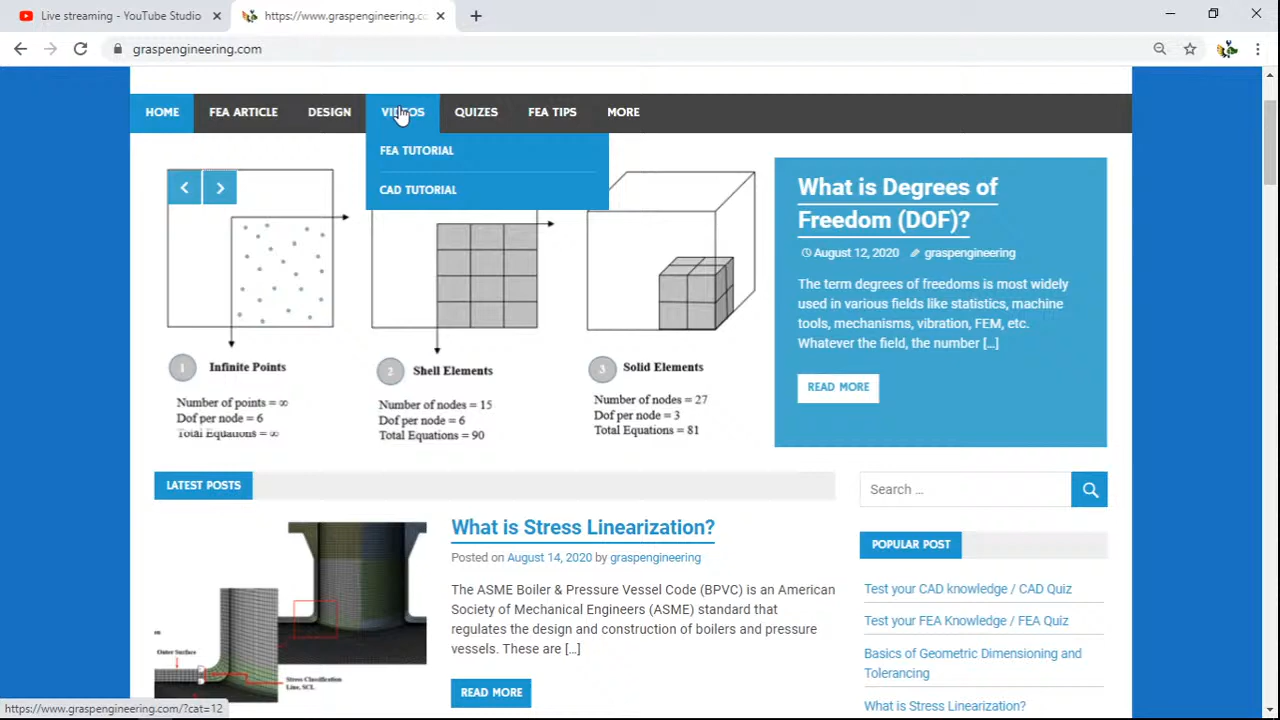 Live streaming - YouTube Studio
https://www.graspengineering.co
graspengineering.com
HOME FEA ARTICLE DESIGN VIDEOS QUIZES FEA TIPS MORE
FEA TUTORIAL
CAD TUTORIAL
1 Infinite Points
Number of points = ∞
Dof per node = 6
Total Equations = ∞
2 Shell Elements
Number of nodes = 15
Dof per node = 6
Total Equations = 90
3 Solid Elements
Number of nodes = 27
Dof per node = 3
Total Equations = 81
What is Degrees of
Freedom (DOF)?
August 12, 2020 graspengineering
The term degrees of freedoms is most widely
used in various fields like statistics, machine
tools, mechanisms, vibration, FEM, etc.
Whatever the field, the number [...]
READ MORE
LATEST POSTS
What is Stress Linearization?
Posted on August 14, 2020 by graspengineering
The ASME Boiler & Pressure Vessel Code (BPVC) is an American
Society of Mechanical Engineers (ASME) standard that
regulates the design and construction of boilers and pressure
vessels. These are [...]
READ MORE
Outer Surface
Stress Classification
Line, SCL
Search ...
POPULAR POST
Test your CAD knowledge / CAD Quiz
Test your FEA Knowledge / FEA Quiz
Basics of Geometric Dimensioning and
Tolerancing
What is Stress Linearization?
https://www.graspengineering.com/?cat=12